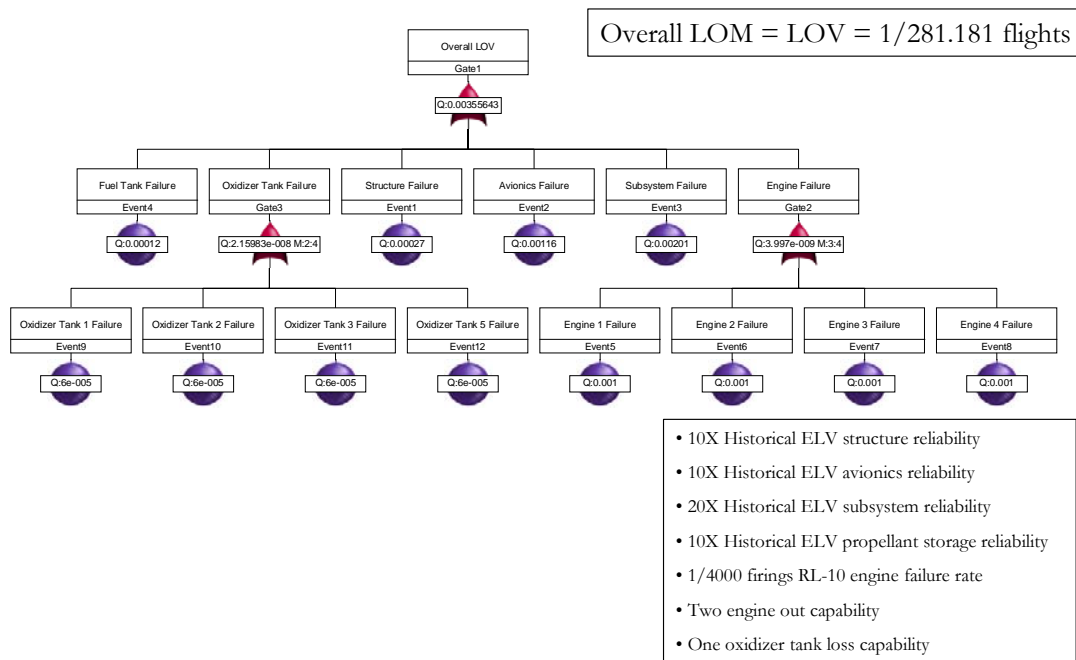 Overall LOM = LOV = 1/281.181 flights
Overall LOV
Gate1
Q:0.00355643
Fuel Tank Failure
Event4
Q:0.00012
Oxidizer Tank Failure
Gate3
Q:2.15983e-008 M:2:4
Structure Failure
Event1
Q:0.00027
Avionics Failure
Event2
Q:0.00116
Subsystem Failure
Event3
Q:0.00201
Engine Failure
Gate2
Q:3.997e-009 M:3:4
Oxidizer Tank 1 Failure
Event9
Q:6e-005
Oxidizer Tank 2 Failure
Event10
Q:6e-005
Oxidizer Tank 3 Failure
Event11
Q:6e-005
Oxidizer Tank 5 Failure
Event12
Q:6e-005
Engine 1 Failure
Event5
Q:0.001
Engine 2 Failure
Event6
Q:0.001
Engine 3 Failure
Event7
Q:0.001
Engine 4 Failure
Event8
Q:0.001
• 10X Historical ELV structure reliability
• 10X Historical ELV avionics reliability
• 20X Historical ELV subsystem reliability
• 10X Historical ELV propellant storage reliability
• 1/4000 firings RL-10 engine failure rate
• Two engine out capability
• One oxidizer tank loss capability